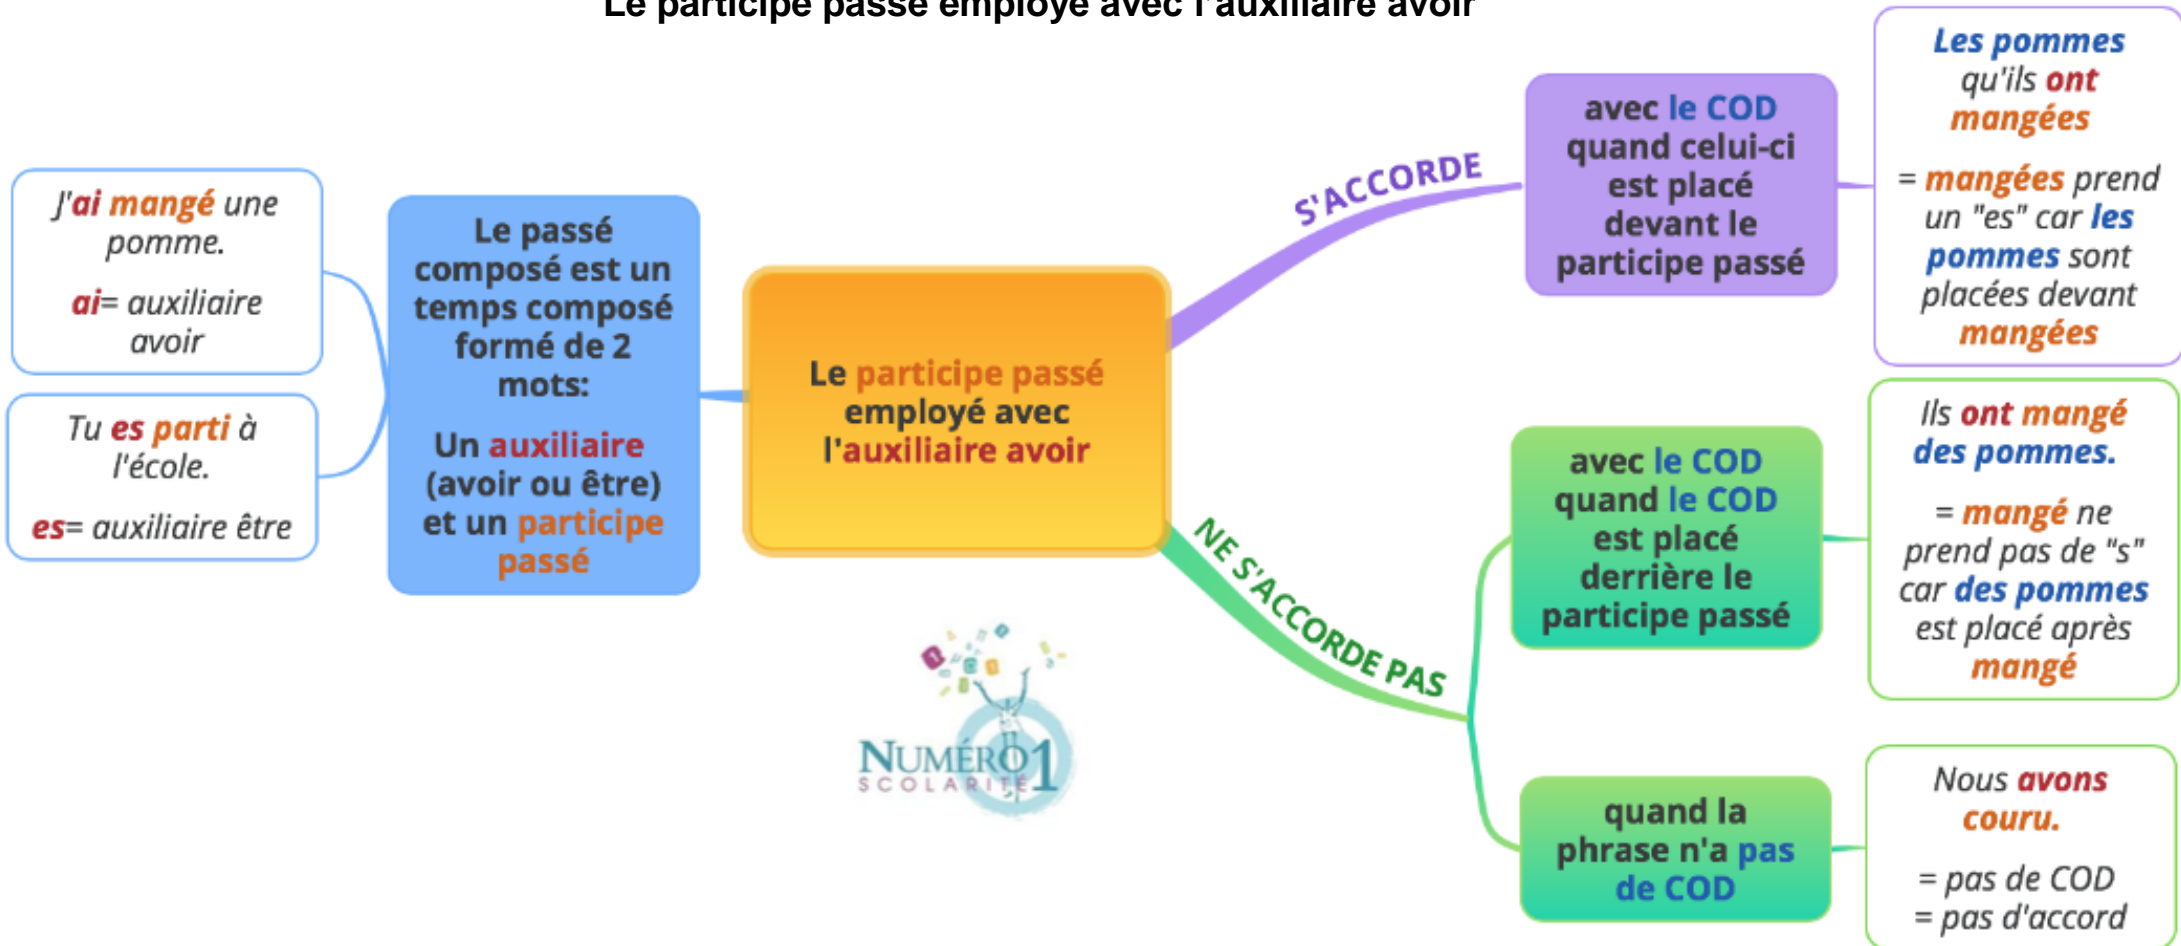 Le participe passé employé avec l'auxiliaire avoir
J'ai mangé une
pomme.
ai= auxiliaire
avoir
Tu es parti à
l'école.
es= auxiliaire être
Le passé
composé est un
temps composé
formé de 2
mots:
Un auxiliaire
(avoir ou être)
et un participe
passé
Le participe passé
employé avec
l'auxiliaire avoir
S'ACCORDE
avec le COD
quand celui-ci
est placé
devant le
participe passé
Les pommes
qu'ils ont
mangées
= mangées prend
un "es" car les
pommes sont
placées devant
mangées
NE S'ACCORDE PAS
avec le COD
quand le COD
est placé
derrière le
participe passé
Ils ont mangé
des pommes.
= mangé ne
prend pas de "s"
car des pommes
est placé après
mangé
quand la
phrase n'a pas
de COD
Nous avons
couru.
= pas de COD
= pas d'accord
NUMÉRO1
SCOLARITÉ